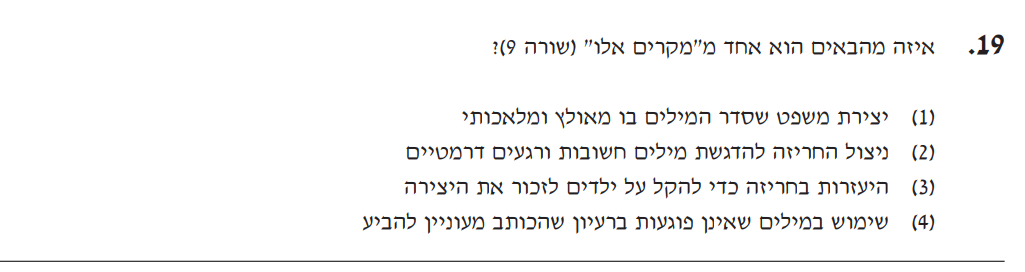 19. איזה מהבאים הוא אחד מ"מקרים אלו" (שורה 9)?
(1) יצירת משפט שסדר המילים בו מאולץ ומלאכותי
(2) ניצול החריזה להדגשת מילים חשובות ורגעים דרמטיים
(3) היעזרות בחריזה כדי להקל על ילדים לזכור את היצירה
(4) שימוש במילים שאינן פוגעות ברעיון שהכותב מעוניין להביע